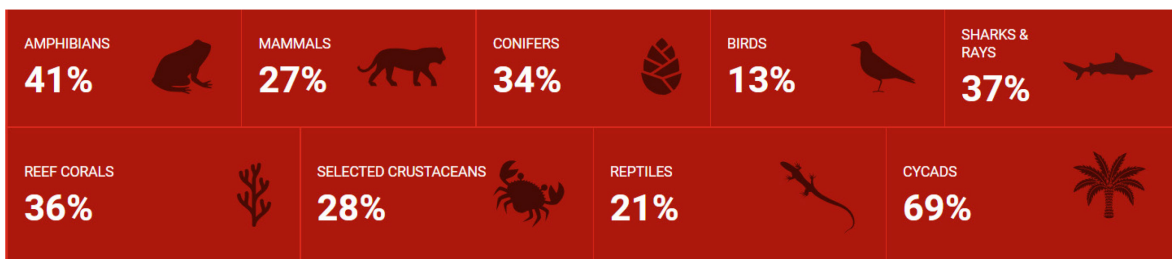 AMPHIBIANS
41%
MAMMALS
27%
CONIFERS
34%
BIRDS
13%
SHARKS &
RAYS
37%
REEF CORALS
36%
SELECTED CRUSTACEANS
28%
REPTILES
21%
CYCADS
69%